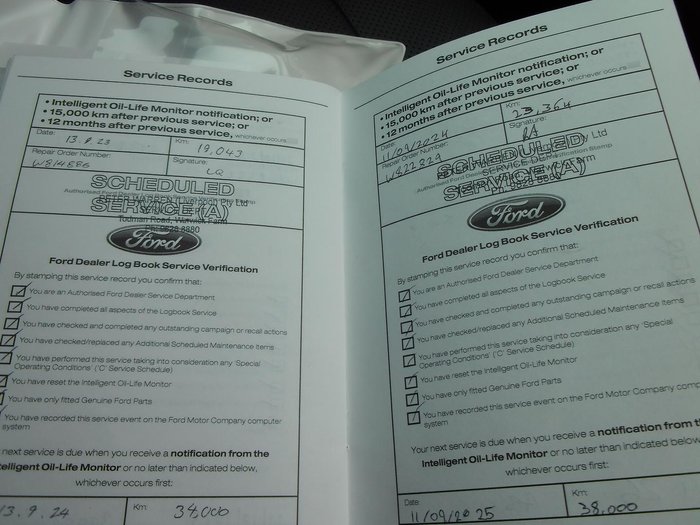 Service Records
• Intelligent Oil-Life Monitor notification; or
• 15,000 km after previous service; or
• 12 months after previous service, whichever occurs
Date: 13.9.23
Km: 19,043
Repair Order Number: W814886
Signature: LQ
SCHEDULED
SERVICE (A)
Todman Road, Warwick Farm
Ford
Ford Dealer Log Book Service Verification
By stamping this service record you confirm that:
You are an Authorised Ford Dealer Service Department
You have completed all aspects of the Logbook Service
You have checked and completed any outstanding campaign or recall actions
You have checked/replaced any Additional Scheduled Maintenance items
You have performed this service taking into consideration any 'Special
Operating Conditions' ('C' Service Schedule)
You have reset the Intelligent Oil-Life Monitor
You have only fitted Genuine Ford Parts
You have recorded this service event on the Ford Motor Company computer
system
next service is due when you receive a notification from the
Intelligent Oil-Life Monitor or no later than indicated below,
whichever occurs first:
13.9.24
Km: 34,000
Service Records
• Intelligent Oil-Life Monitor notification; or
• 15,000 km after previous service; or
• 12 months after previous service, whichever occurs
Date: 11/09/2024
Km: 23,364
Repair Order Number: W822829
Signature: RA
SCHEDULED
SERVICE (A)
Ford
Ford Dealer Log Book Service Verification
By stamping this service record you confirm that:
You are an Authorised Ford Dealer Service Department
You have completed all aspects of the Logbook Service
You have checked and completed any outstanding campaign or recall actions
You have checked/replaced any Additional Scheduled Maintenance items
You have performed this service taking into consideration any 'Special
Operating Conditions' ('C' Service Schedule)
You have reset the Intelligent Oil-Life Monitor
You have only fitted Genuine Ford Parts
You have recorded this service event on the Ford Motor Company computer
system
Your next service is due when you receive a notification from the
Intelligent Oil-Life Monitor or no later than indicated below,
whichever occurs first:
Date 11/09/2025
Km: 38,000